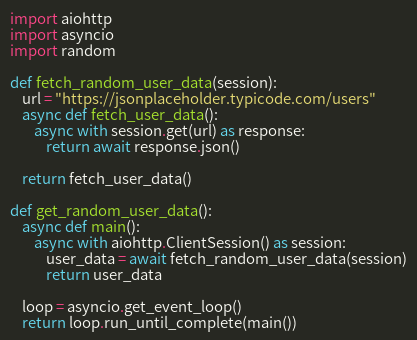 import aiohttp
import asyncio
import random

def fetch_random_user_data(session):
    url = "https://jsonplaceholder.typicode.com/users"
    async def fetch_user_data():
        async with session.get(url) as response:
            return await response.json()

    return fetch_user_data()

def get_random_user_data():
    async def main():
        async with aiohttp.ClientSession() as session:
            user_data = await fetch_random_user_data(session)
            return user_data

    loop = asyncio.get_event_loop()
    return loop.run_until_complete(main())